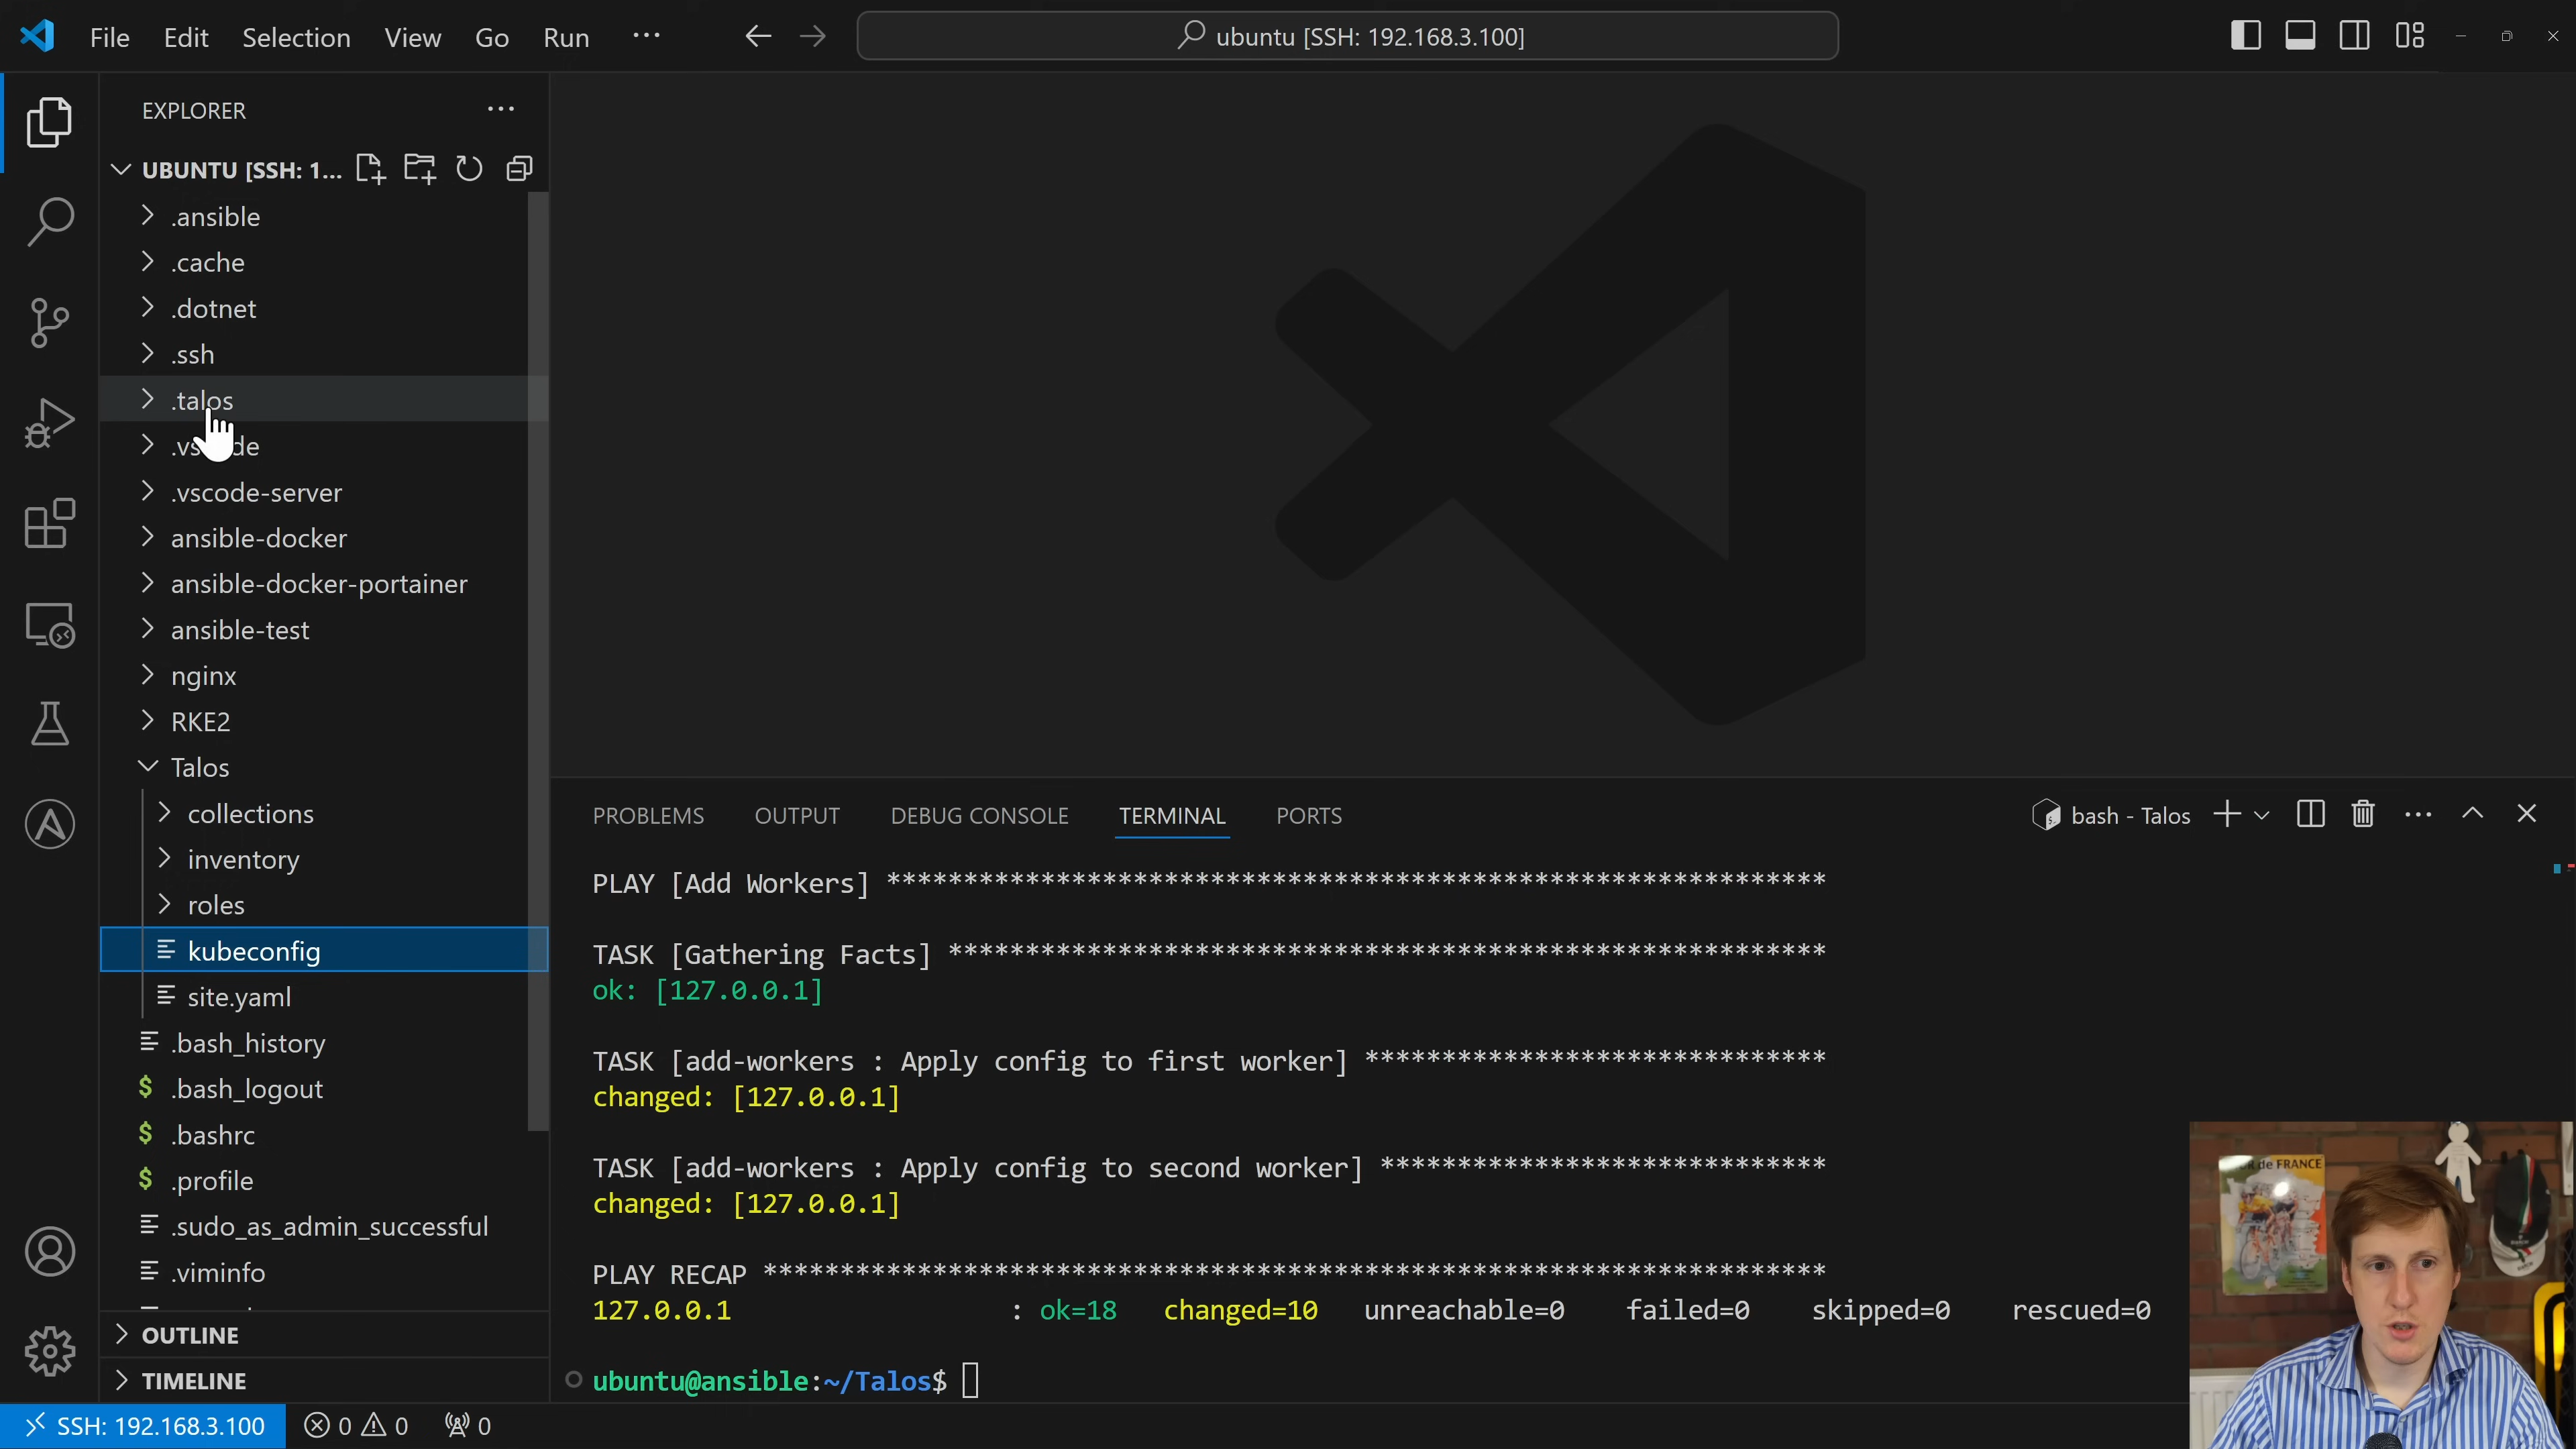 File Edit Selection View Go Run ...
ubuntu [SSH: 192.168.3.100]
EXPLORER
UBUNTU [SSH: 1...
.ansible
.cache
.dotnet
.ssh
.talos
.vscode
.vscode-server
ansible-docker
ansible-docker-portainer
ansible-test
nginx
RKE2
Talos
collections
inventory
roles
kubeconfig
site.yaml
.bash_history
$ .bash_logout
$ .bashrc
$ .profile
.sudo_as_admin_successful
.viminfo
OUTLINE
TIMELINE
PROBLEMS OUTPUT DEBUG CONSOLE TERMINAL PORTS
bash - Talos
PLAY [Add Workers] *************************************************************
TASK [Gathering Facts] *********************************************************
ok: [127.0.0.1]
TASK [add-workers : Apply config to first worker] ******************************
changed: [127.0.0.1]
TASK [add-workers : Apply config to second worker] *****************************
changed: [127.0.0.1]
PLAY RECAP *********************************************************************
127.0.0.1 : ok=18 changed=10 unreachable=0 failed=0 skipped=0 rescued=0
ubuntu@ansible:~/Talos$
SSH: 192.168.3.100 0 0 0